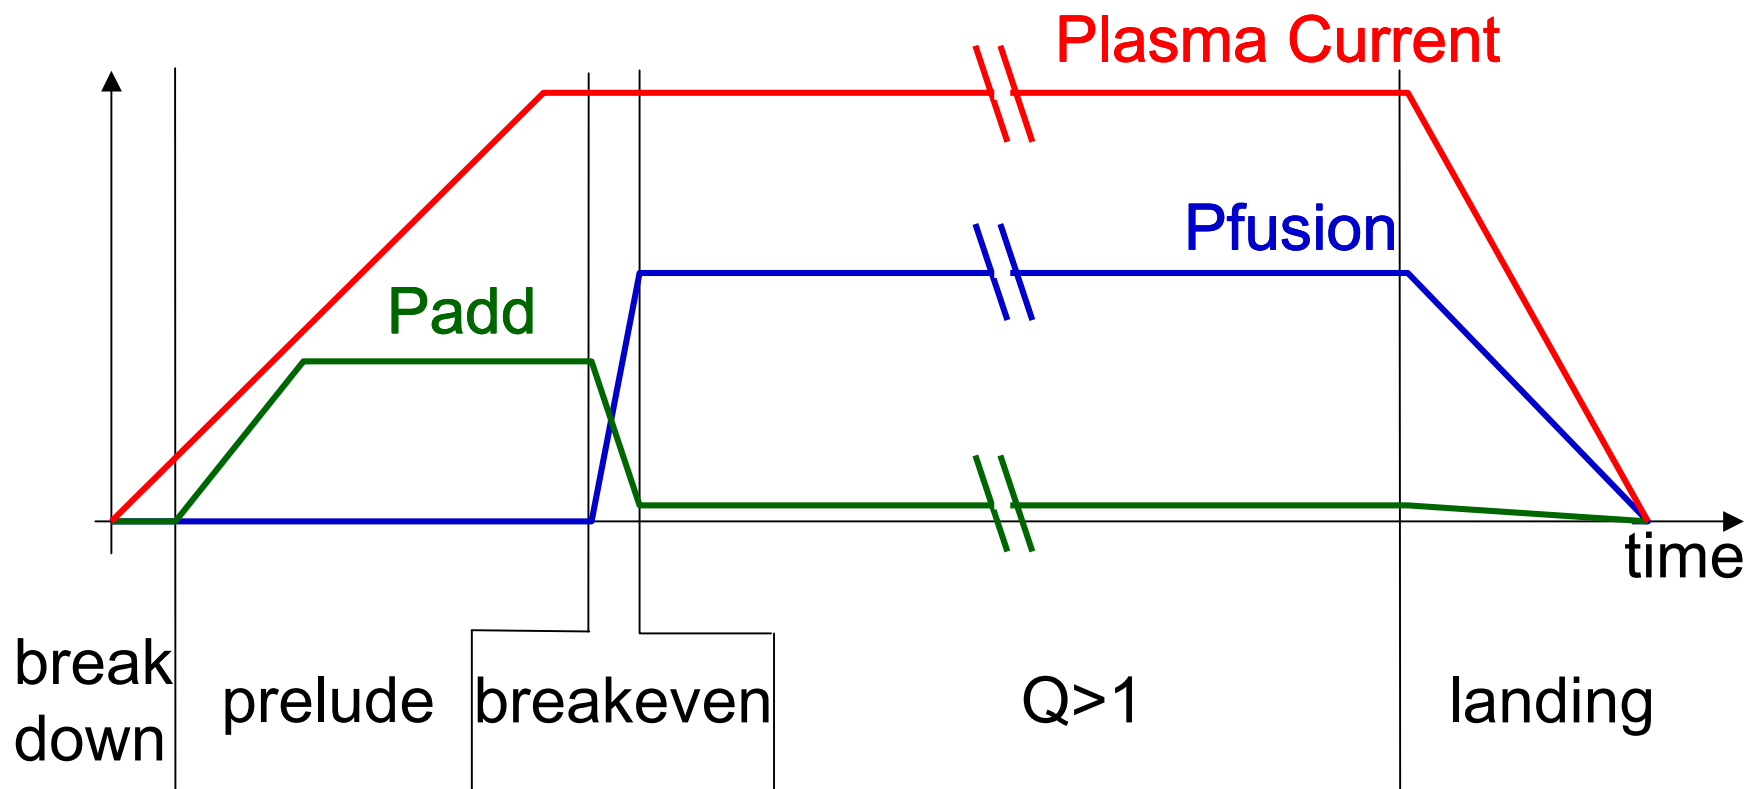 Plasma Current
Pfusion
Padd
time
break
down
prelude
breakeven
Q>1
landing